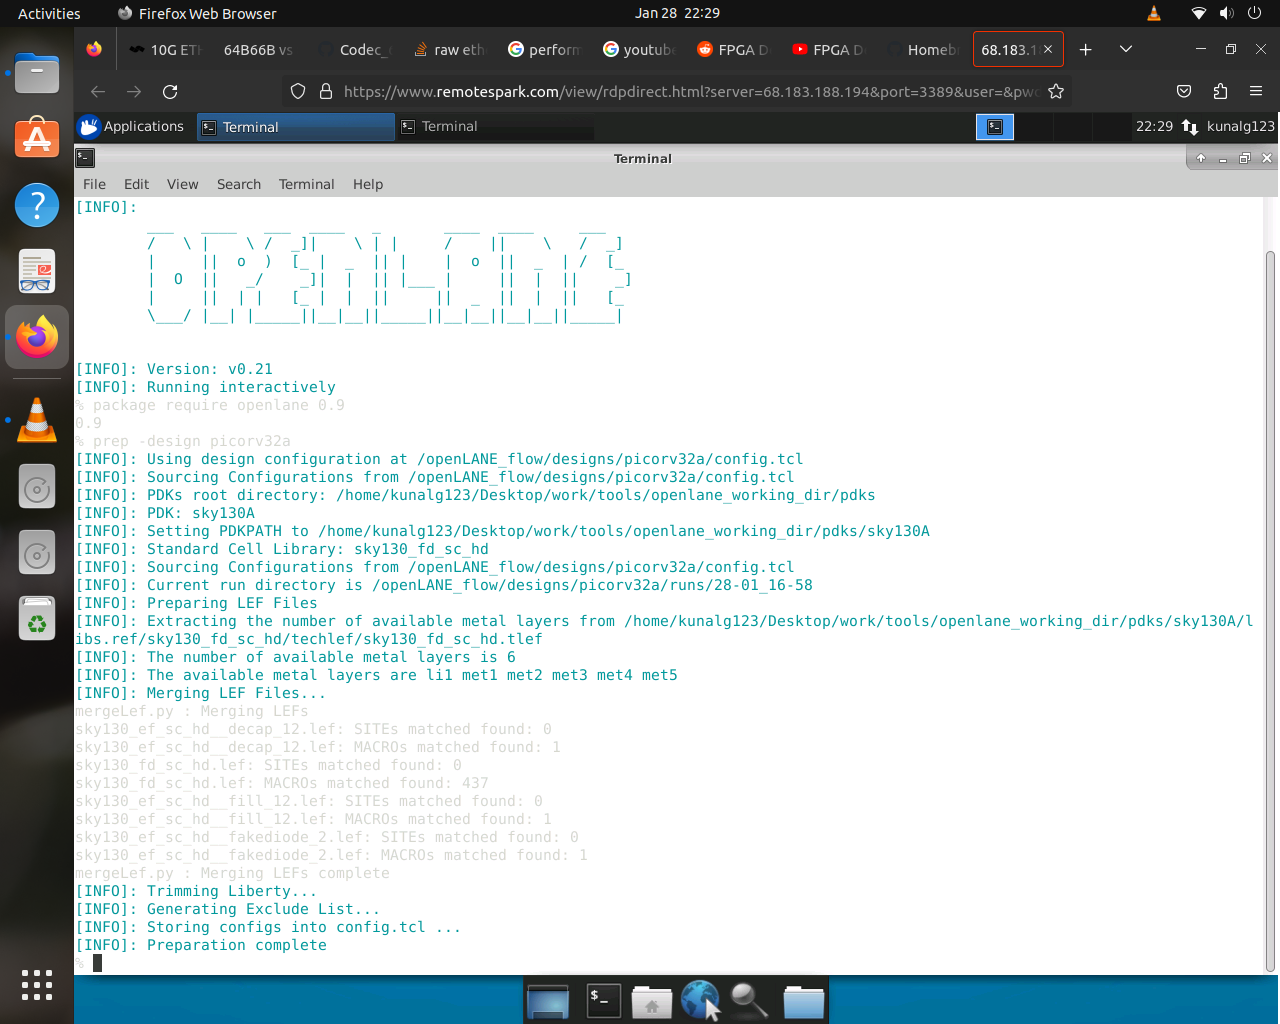 Activities
Firefox Web Browser
Jan 28 22:29
10G ETH
64B66B vs
Codec_
raw eth
perform
youtube
FPGA D
FPGA D
Homeb
68.183.1
https://www.remotespark.com/view/rdpdirect.html?server=68.183.188.194&port=3389&user=&pwd
Applications
Terminal
Terminal
22:29
kunalg123
Terminal
File Edit View Search Terminal Help
[INFO]:
[INFO]: Version: v0.21
[INFO]: Running interactively
% package require openlane 0.9
0.9
% prep -design picorv32a
[INFO]: Using design configuration at /openLANE_flow/designs/picorv32a/config.tcl
[INFO]: Sourcing Configurations from /openLANE_flow/designs/picorv32a/config.tcl
[INFO]: PDKs root directory: /home/kunalg123/Desktop/work/tools/openlane_working_dir/pdks
[INFO]: PDK: sky130A
[INFO]: Setting PDKPATH to /home/kunalg123/Desktop/work/tools/openlane_working_dir/pdks/sky130A
[INFO]: Standard Cell Library: sky130_fd_sc_hd
[INFO]: Sourcing Configurations from /openLANE_flow/designs/picorv32a/config.tcl
[INFO]: Current run directory is /openLANE_flow/designs/picorv32a/runs/28-01_16-58
[INFO]: Preparing LEF Files
[INFO]: Extracting the number of available metal layers from /home/kunalg123/Desktop/work/tools/openlane_working_dir/pdks/sky130A/l
ibs.ref/sky130_fd_sc_hd/techlef/sky130_fd_sc_hd.tlef
[INFO]: The number of available metal layers is 6
[INFO]: The available metal layers are li1 met1 met2 met3 met4 met5
[INFO]: Merging LEF Files...
mergeLef.py : Merging LEFs
sky130_ef_sc_hd__decap_12.lef: SITEs matched found: 0
sky130_ef_sc_hd__decap_12.lef: MACROs matched found: 1
sky130_fd_sc_hd.lef: SITEs matched found: 0
sky130_fd_sc_hd.lef: MACROs matched found: 437
sky130_ef_sc_hd__fill_12.lef: SITEs matched found: 0
sky130_ef_sc_hd__fill_12.lef: MACROs matched found: 1
sky130_ef_sc_hd__fakediode_2.lef: SITEs matched found: 0
sky130_ef_sc_hd__fakediode_2.lef: MACROs matched found: 1
mergeLef.py : Merging LEFs complete
[INFO]: Trimming Liberty...
[INFO]: Generating Exclude List...
[INFO]: Storing configs into config.tcl ...
[INFO]: Preparation complete
%